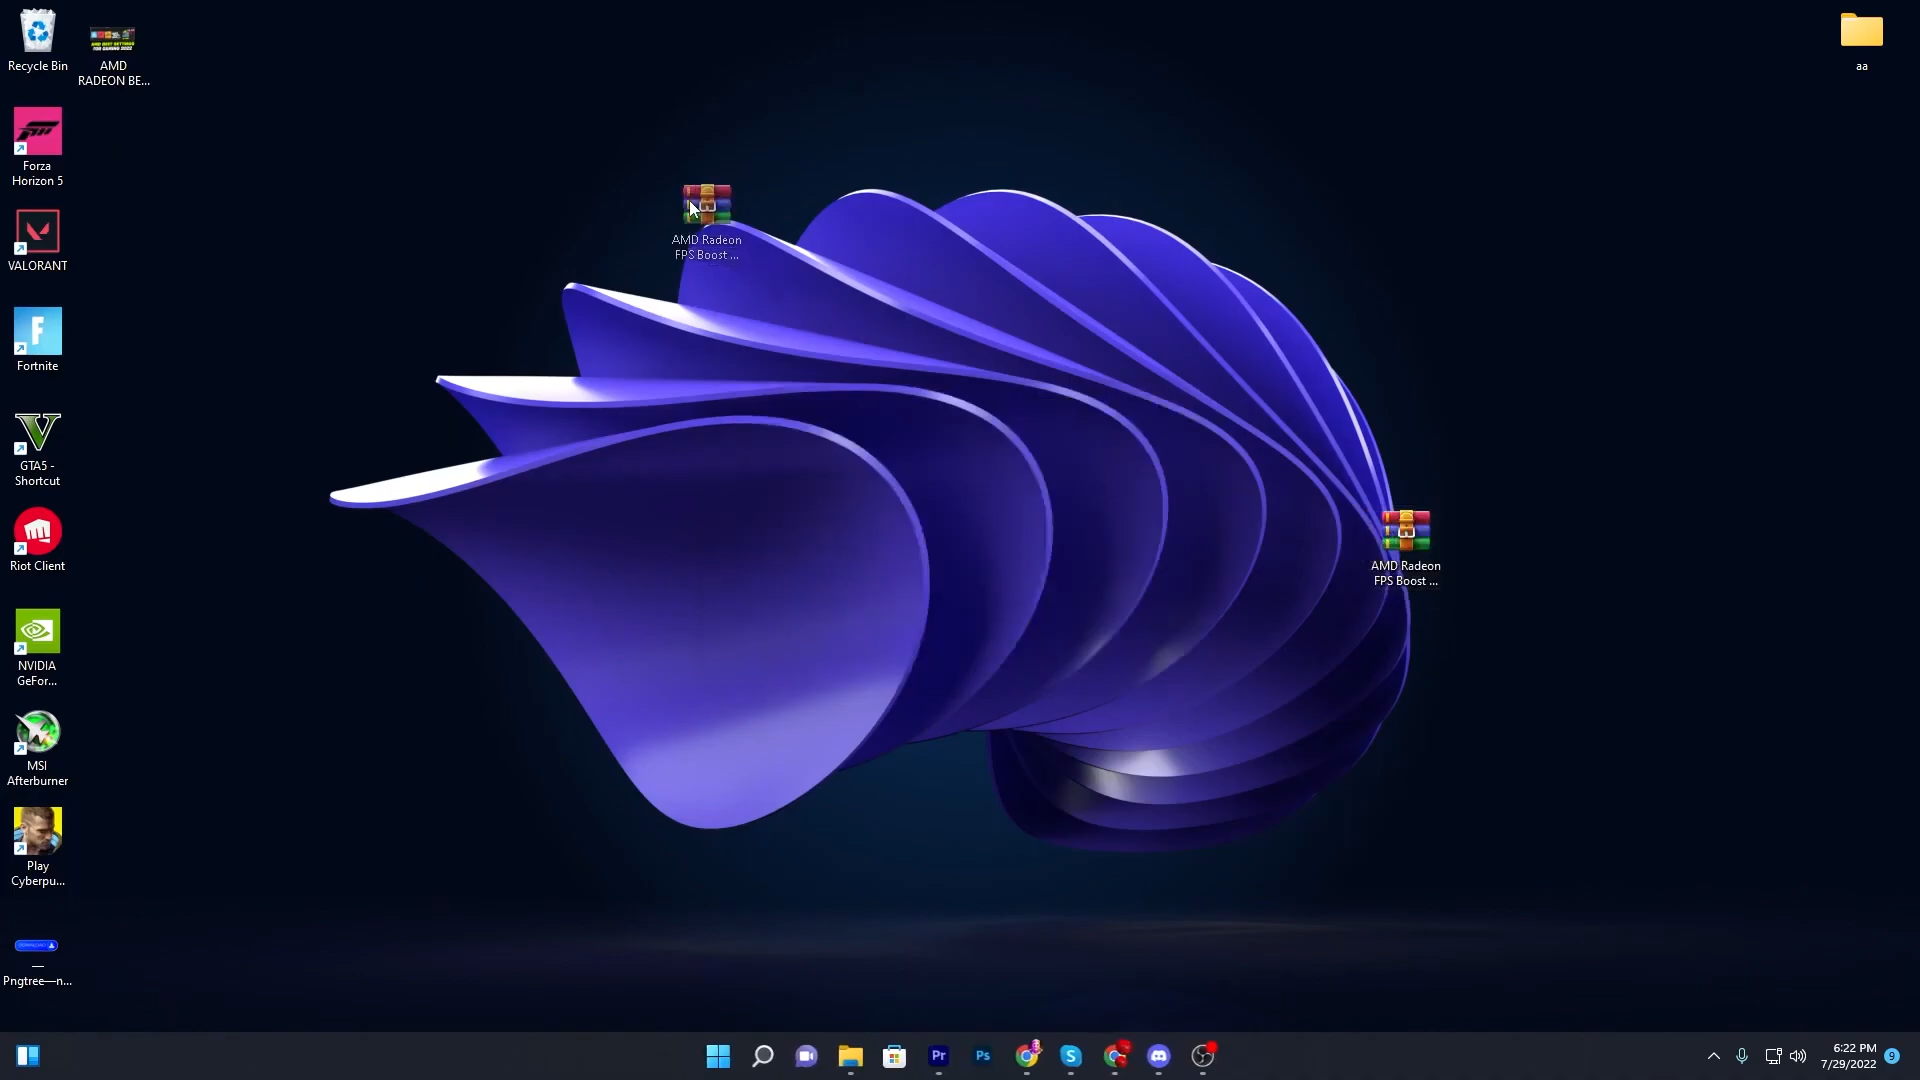 Recycle Bin
AMD
RADEON BE...
aa
Forza
Horizon 5
VALORANT
AMD Radeon
FPS Boost ...
Fortnite
GTA5 -
Shortcut
Riot Client
AMD Radeon
FPS Boost ...
NVIDIA
GeFor...
MSI
Afterburner
Play
Cyberpu...
—
Pngtree—n...
Pr
Ps
6:22 PM
7/29/2022
9